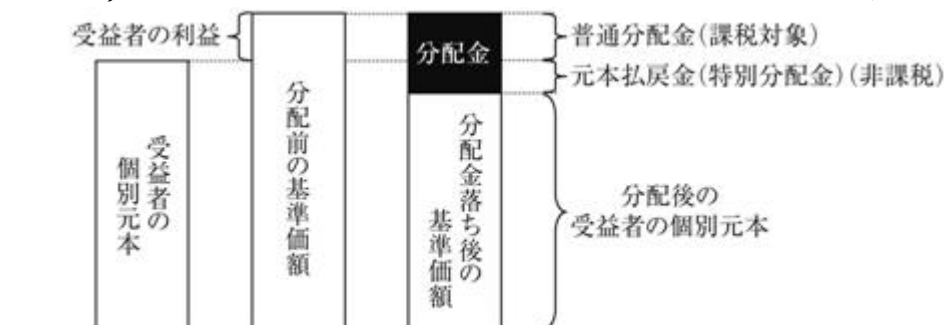 受益者の利益
分配金
普通分配金(課税対象)
元本払戻金(特別分配金)(非課税)
受益者の
個別元本
分配前の基準価額
分配金落ち後の
基準価額
分配後の
受益者の個別元本